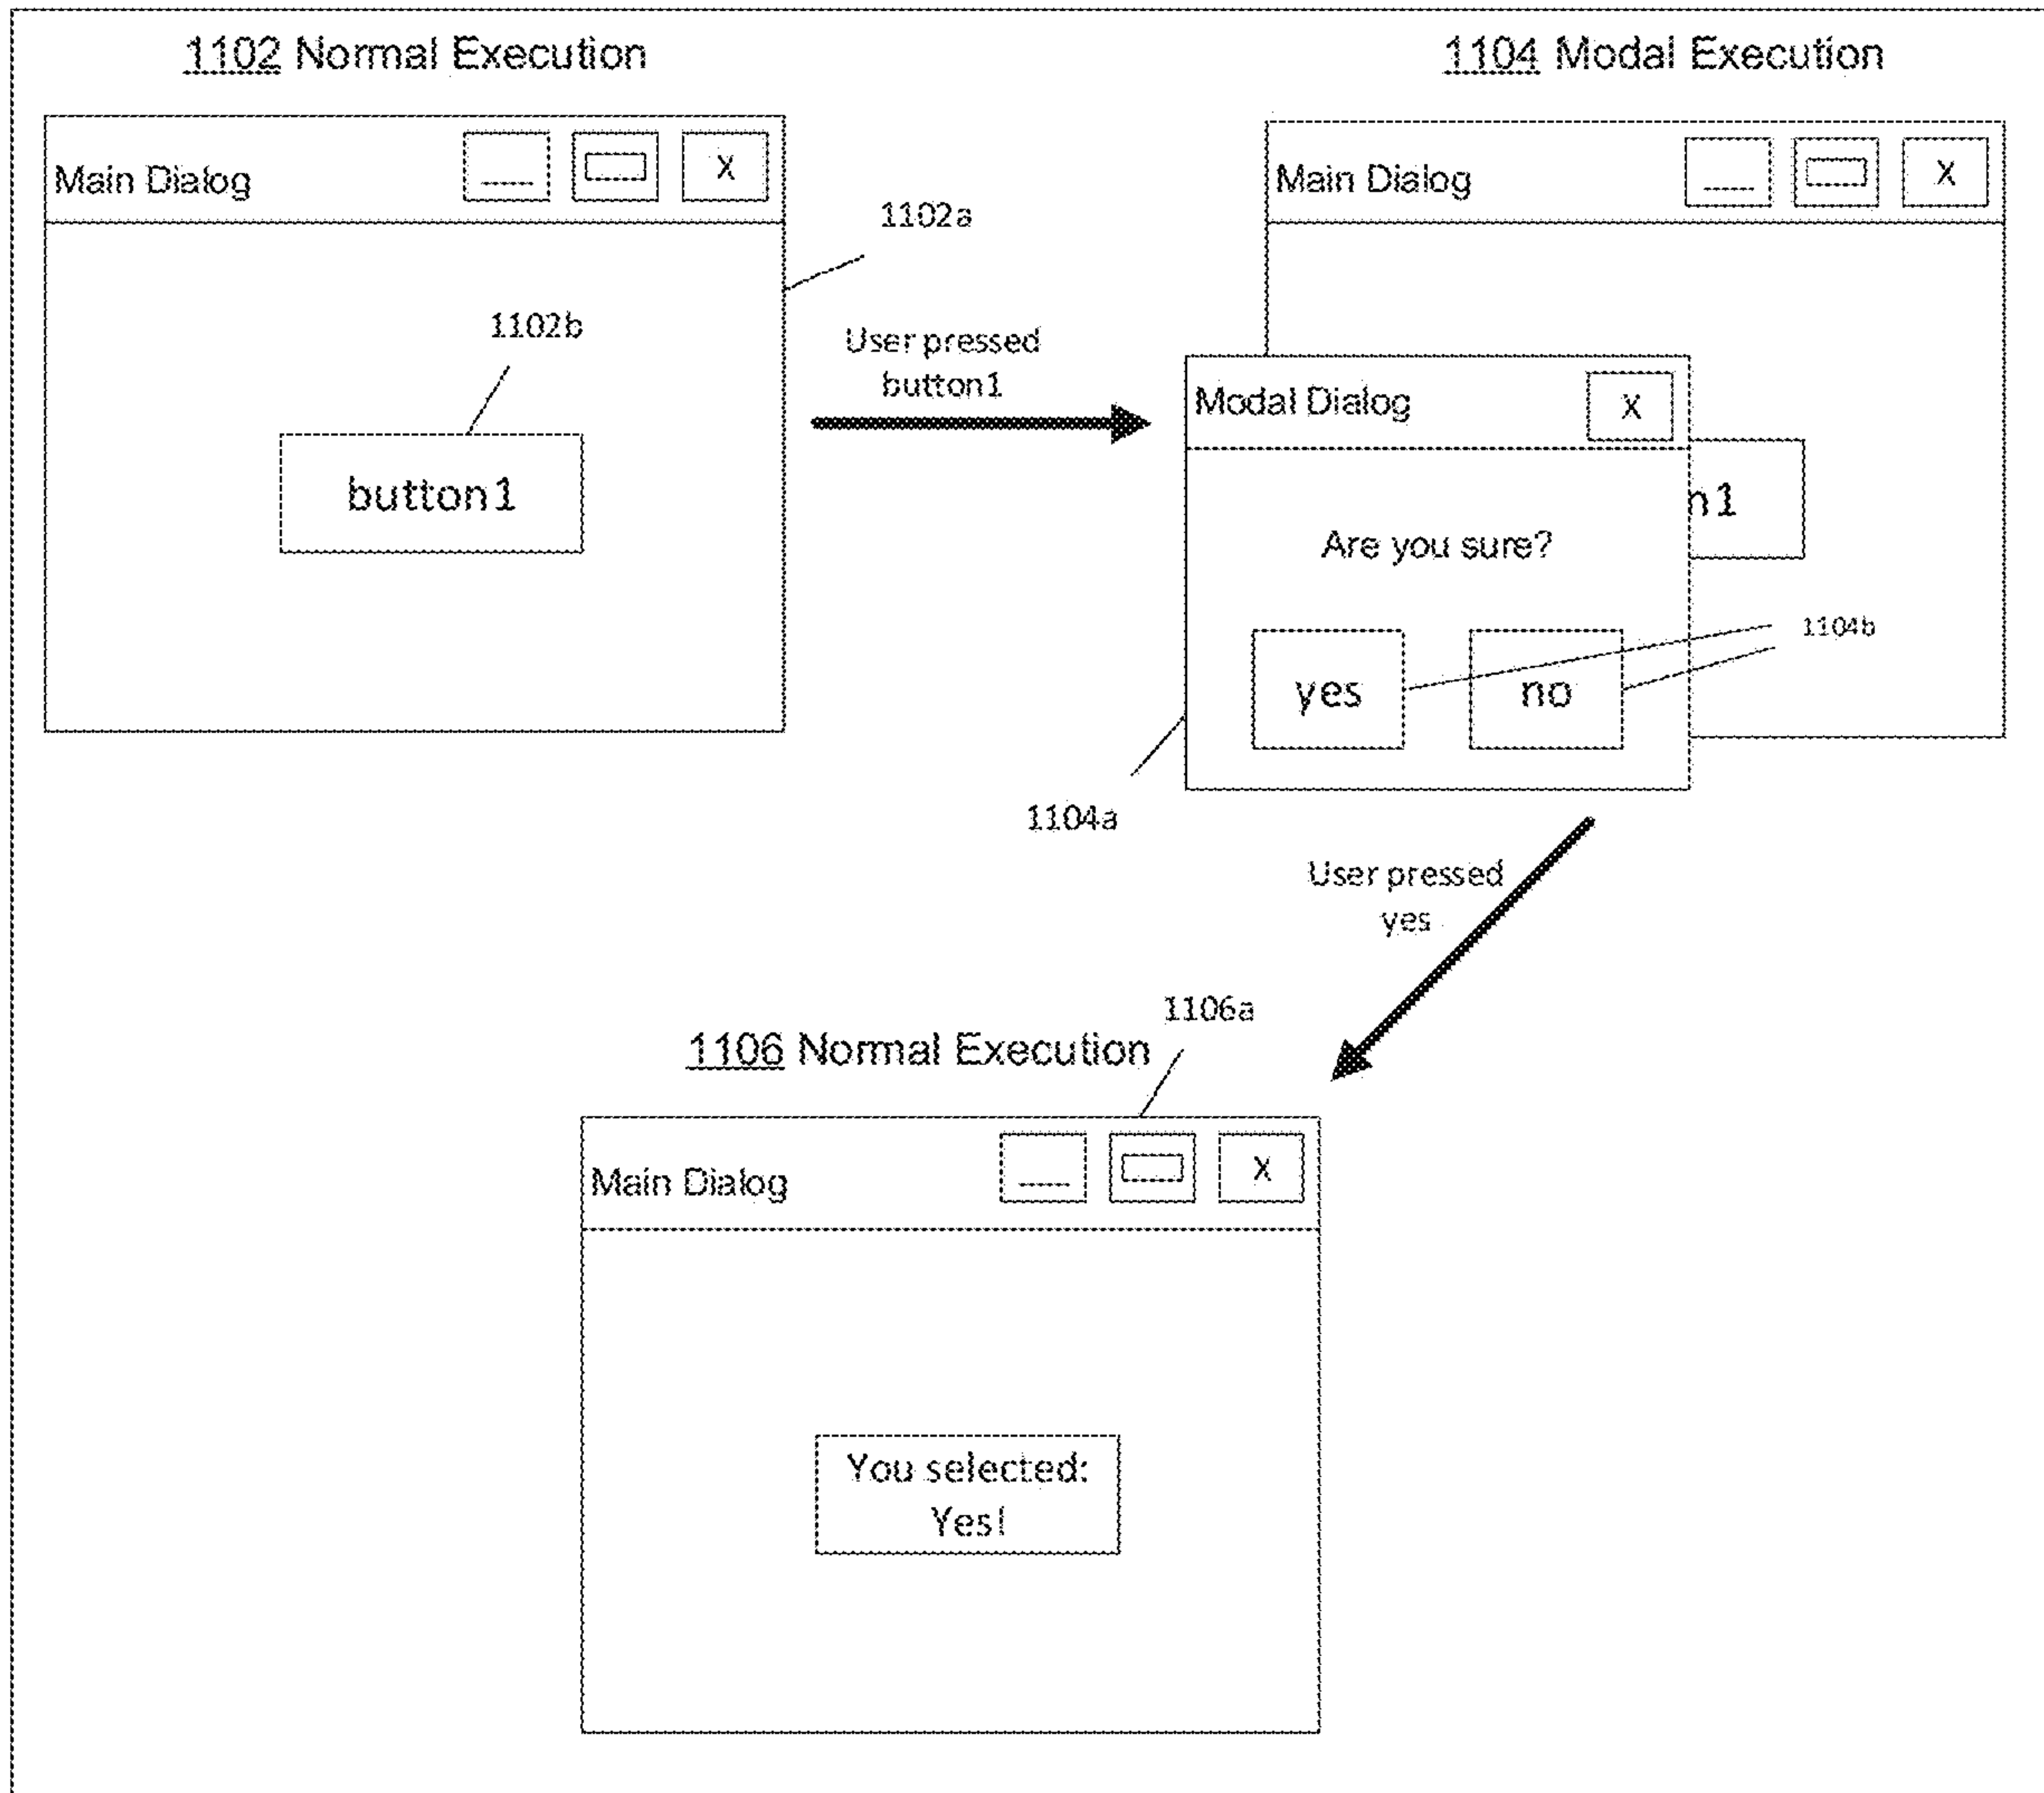 1102 Normal Execution
Main Dialog
X
1102a
1102b
button1
User pressed
button1
1104 Modal Execution
Main Dialog
X
Modal Dialog
X
n1
Are you sure?
yes
no
1104b
1104a
User pressed
yes
1106 Normal Execution
1106a
Main Dialog
X
You selected:
Yes!